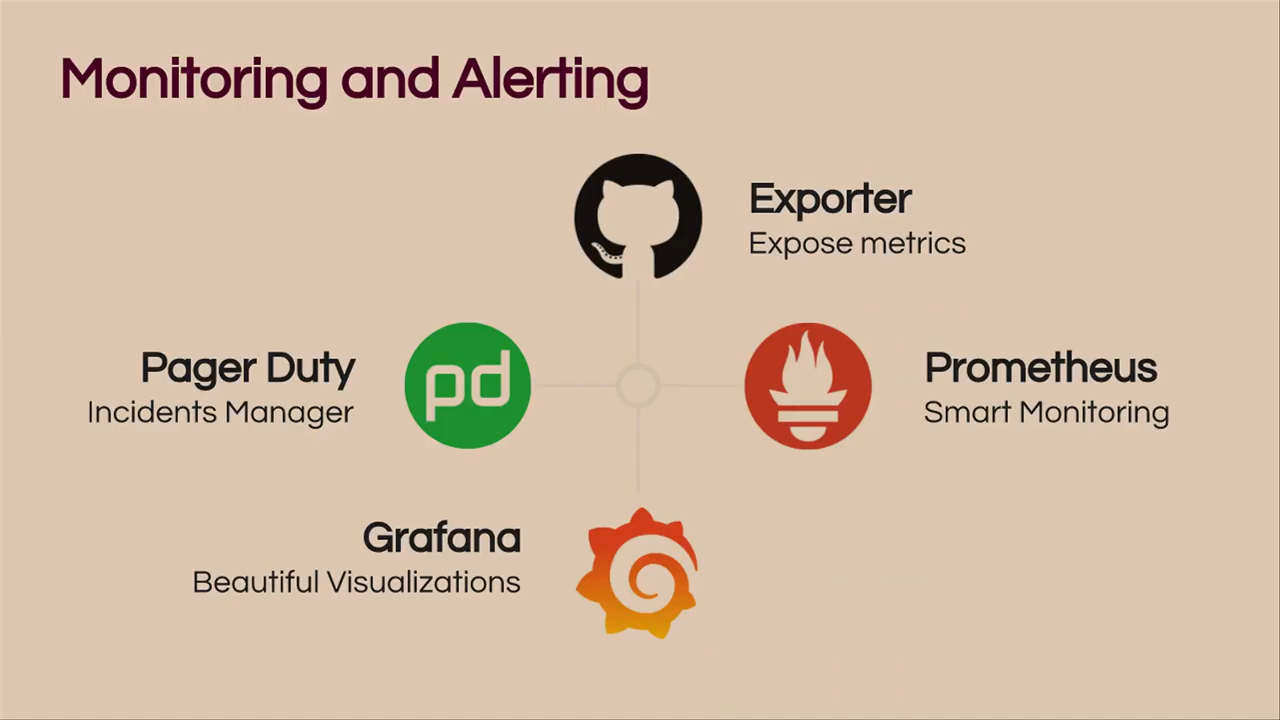 Monitoring and Alerting
Exporter
Expose metrics
Pager Duty
Incidents Manager
pd
Prometheus
Smart Monitoring
Grafana
Beautiful Visualizations